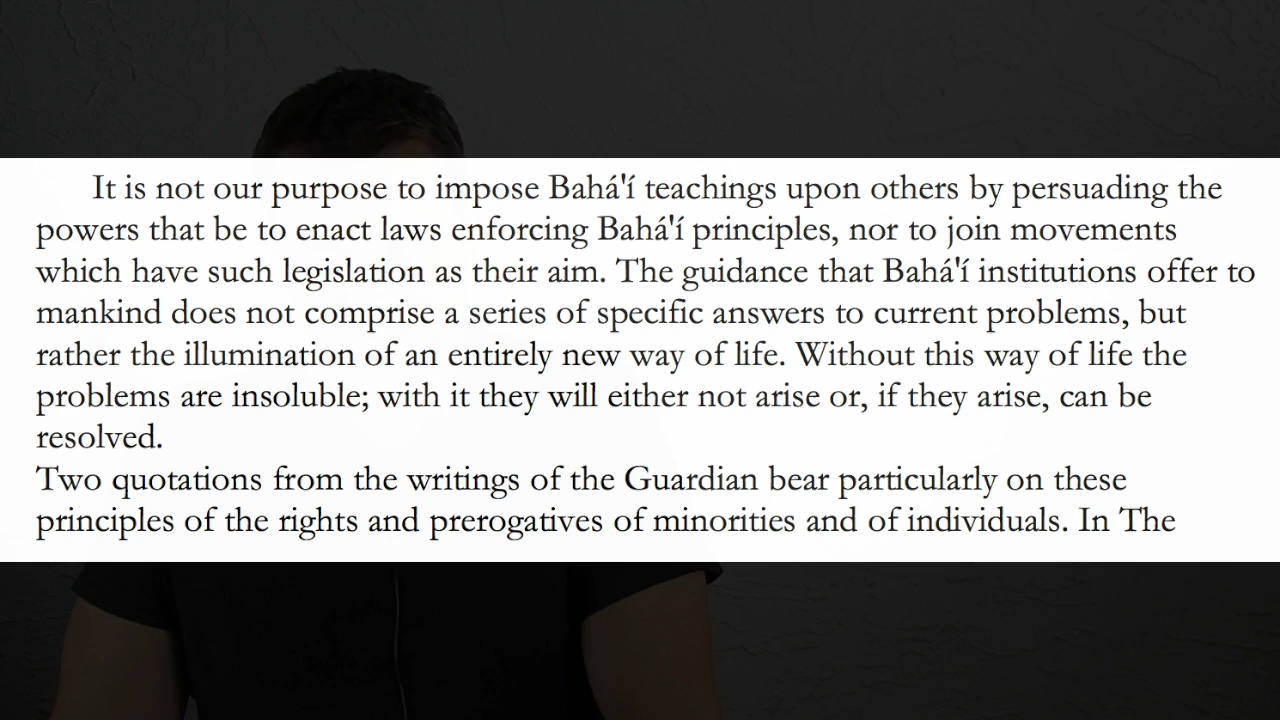 It is not our purpose to impose Bahá'í teachings upon others by persuading the
powers that be to enact laws enforcing Bahá'í principles, nor to join movements
which have such legislation as their aim. The guidance that Bahá'í institutions offer to
mankind does not comprise a series of specific answers to current problems, but
rather the illumination of an entirely new way of life. Without this way of life the
problems are insoluble; with it they will either not arise or, if they arise, can be
resolved.
Two quotations from the writings of the Guardian bear particularly on these
principles of the rights and prerogatives of minorities and of individuals. In The